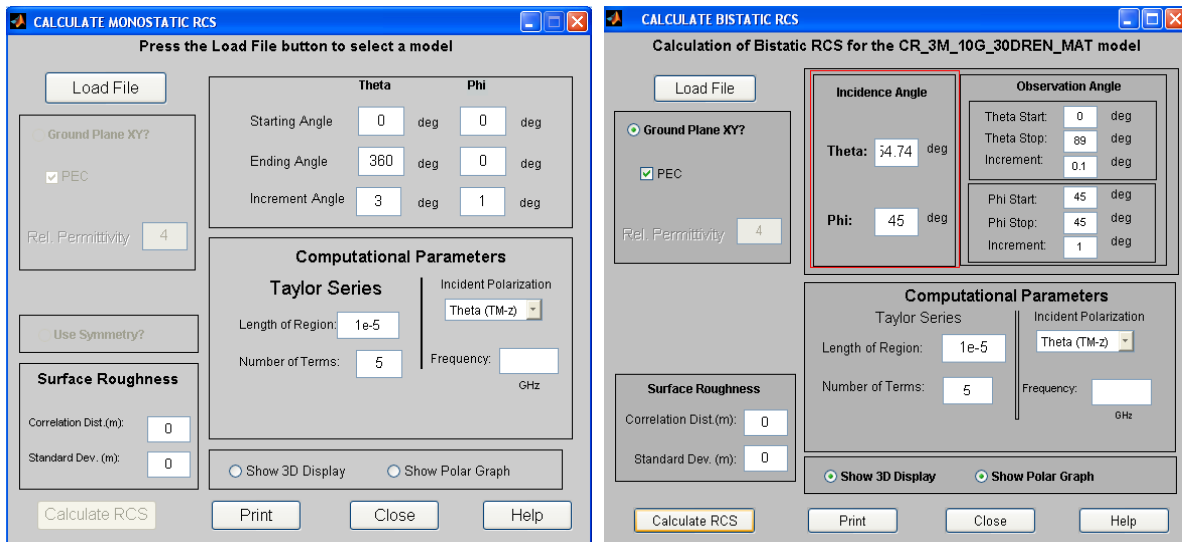 CALCULATE MONOSTATIC RCS
Press the Load File button to select a model
Load File
Theta Phi
Starting Angle 0 deg 0 deg
Ending Angle 360 deg 0 deg
Increment Angle 3 deg 1 deg
Ground Plane XY?
PEC
Rel. Permittivity 4
Use Symmetry?
Computational Parameters
Taylor Series
Length of Region: 1e-5
Number of Terms: 5
Incident Polarization
Theta (TM-z)
Frequency:
GHz
Surface Roughness
Correlation Dist.(m): 0
Standard Dev. (m): 0
Show 3D Display Show Polar Graph
Calculate RCS Print Close Help
CALCULATE BISTATIC RCS
Calculation of Bistatic RCS for the CR_3M_10G_30DREN_MAT model
Load File
Ground Plane XY?
PEC
Rel. Permittivity 4
Incidence Angle
Theta: 54.74 deg
Phi: 45 deg
Observation Angle
Theta Start: 0 deg
Theta Stop: 89 deg
Increment: 0.1 deg
Phi Start: 45 deg
Phi Stop: 45 deg
Increment: 1 deg
Computational Parameters
Taylor Series
Length of Region: 1e-5
Number of Terms: 5
Incident Polarization
Theta (TM-z)
Frequency:
GHz
Surface Roughness
Correlation Dist.(m): 0
Standard Dev. (m): 0
Show 3D Display Show Polar Graph
Calculate RCS Print Close Help